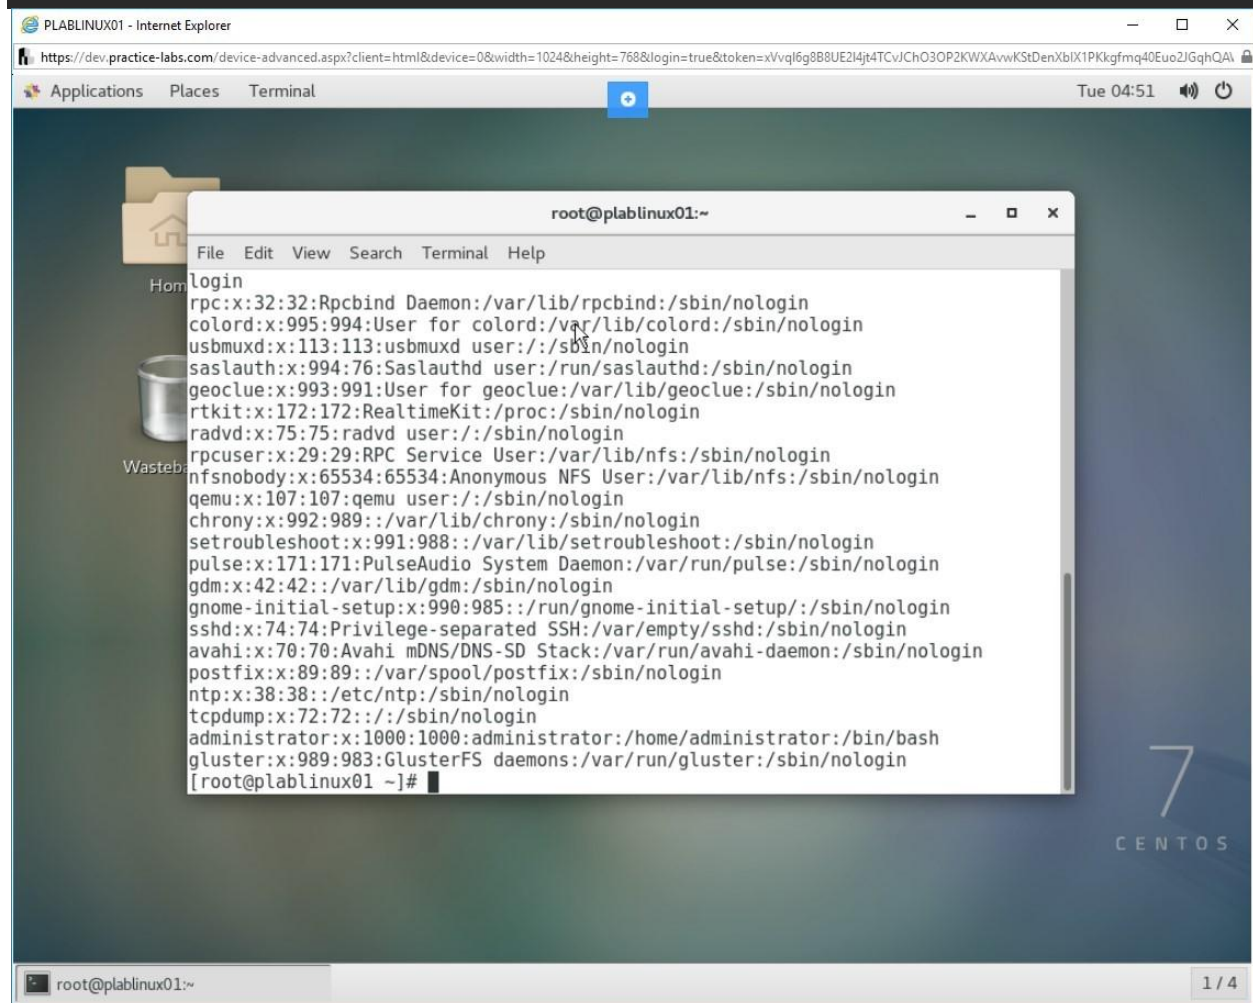 PLABLINUX01 - Internet Explorer
https://dev.practice-labs.com/device-advanced.aspx?client=html&device=0&width=1024&height=768&login=true&token=
Applications Places Terminal Tue 04:51
root@plablinux01:~
File Edit View Search Terminal Help
Hom
Wasteba
login
rpc:x:32:32:Rpcbind Daemon:/var/lib/rpcbind:/sbin/nologin
colord:x:995:994:User for colord:/var/lib/colord:/sbin/nologin
usbmuxd:x:113:113:usbmuxd user:/:/sbin/nologin
saslauth:x:994:76:Saslauthd user:/run/saslauthd:/sbin/nologin
geoclue:x:993:991:User for geoclue:/var/lib/geoclue:/sbin/nologin
rtkit:x:172:172:RealtimeKit:/proc:/sbin/nologin
radvd:x:75:75:radvd user:/:/sbin/nologin
rpcuser:x:29:29:RPC Service User:/var/lib/nfs:/sbin/nologin
nfsnobody:x:65534:65534:Anonymous NFS User:/var/lib/nfs:/sbin/nologin
qemu:x:107:107:qemu user:/:/sbin/nologin
chrony:x:992:989::/var/lib/chrony:/sbin/nologin
setroubleshoot:x:991:988::/var/lib/setroubleshoot:/sbin/nologin
pulse:x:171:171:PulseAudio System Daemon:/var/run/pulse:/sbin/nologin
gdm:x:42:42::/var/lib/gdm:/sbin/nologin
gnome-initial-setup:x:990:985::/run/gnome-initial-setup/:/sbin/nologin
sshd:x:74:74:Privilege-separated SSH:/var/empty/sshd:/sbin/nologin
avahi:x:70:70:Avahi mDNS/DNS-SD Stack:/var/run/avahi-daemon:/sbin/nologin
postfix:x:89:89::/var/spool/postfix:/sbin/nologin
ntp:x:38:38::/etc/ntp:/sbin/nologin
tcpdump:x:72:72::/:/sbin/nologin
administrator:x:1000:1000:administrator:/home/administrator:/bin/bash
gluster:x:989:983:GlusterFS daemons:/var/run/gluster:/sbin/nologin
[root@plablinux01 ~]#
7
CENTOS
root@plablinux01:~
1 / 4